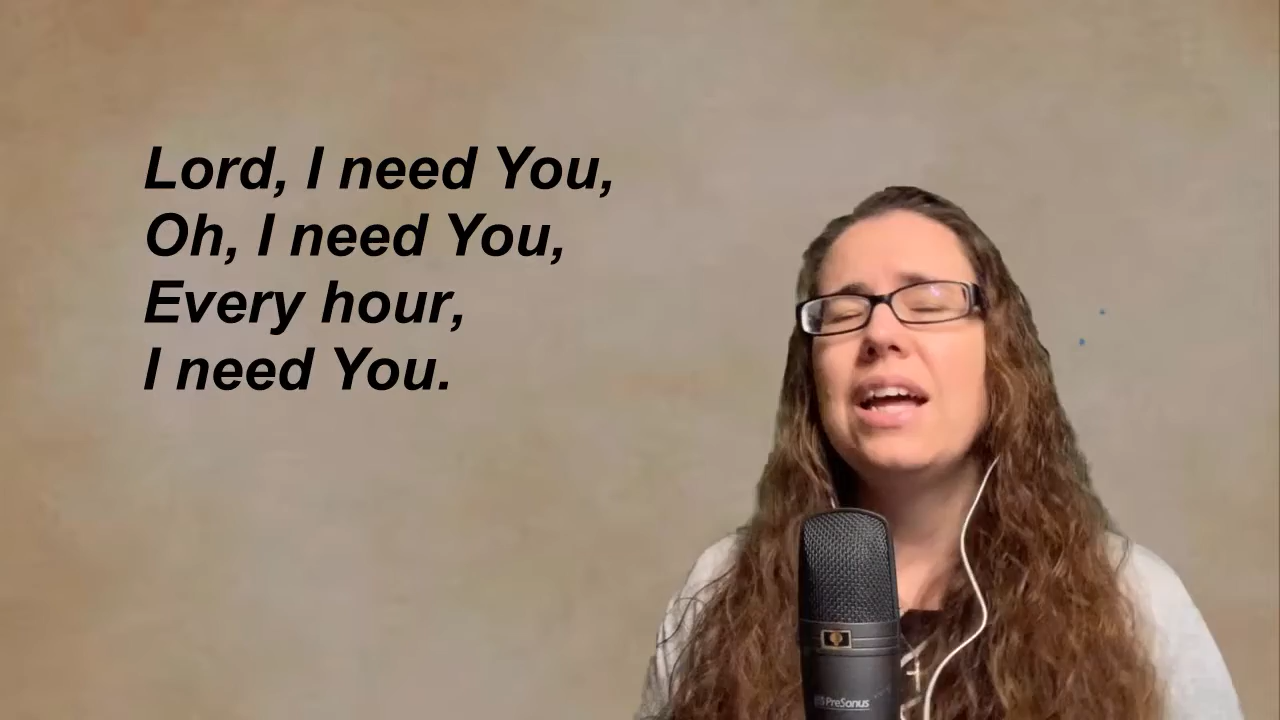 Lord, I need You,
Oh, I need You,
Every hour,
I need You.
PreSonus